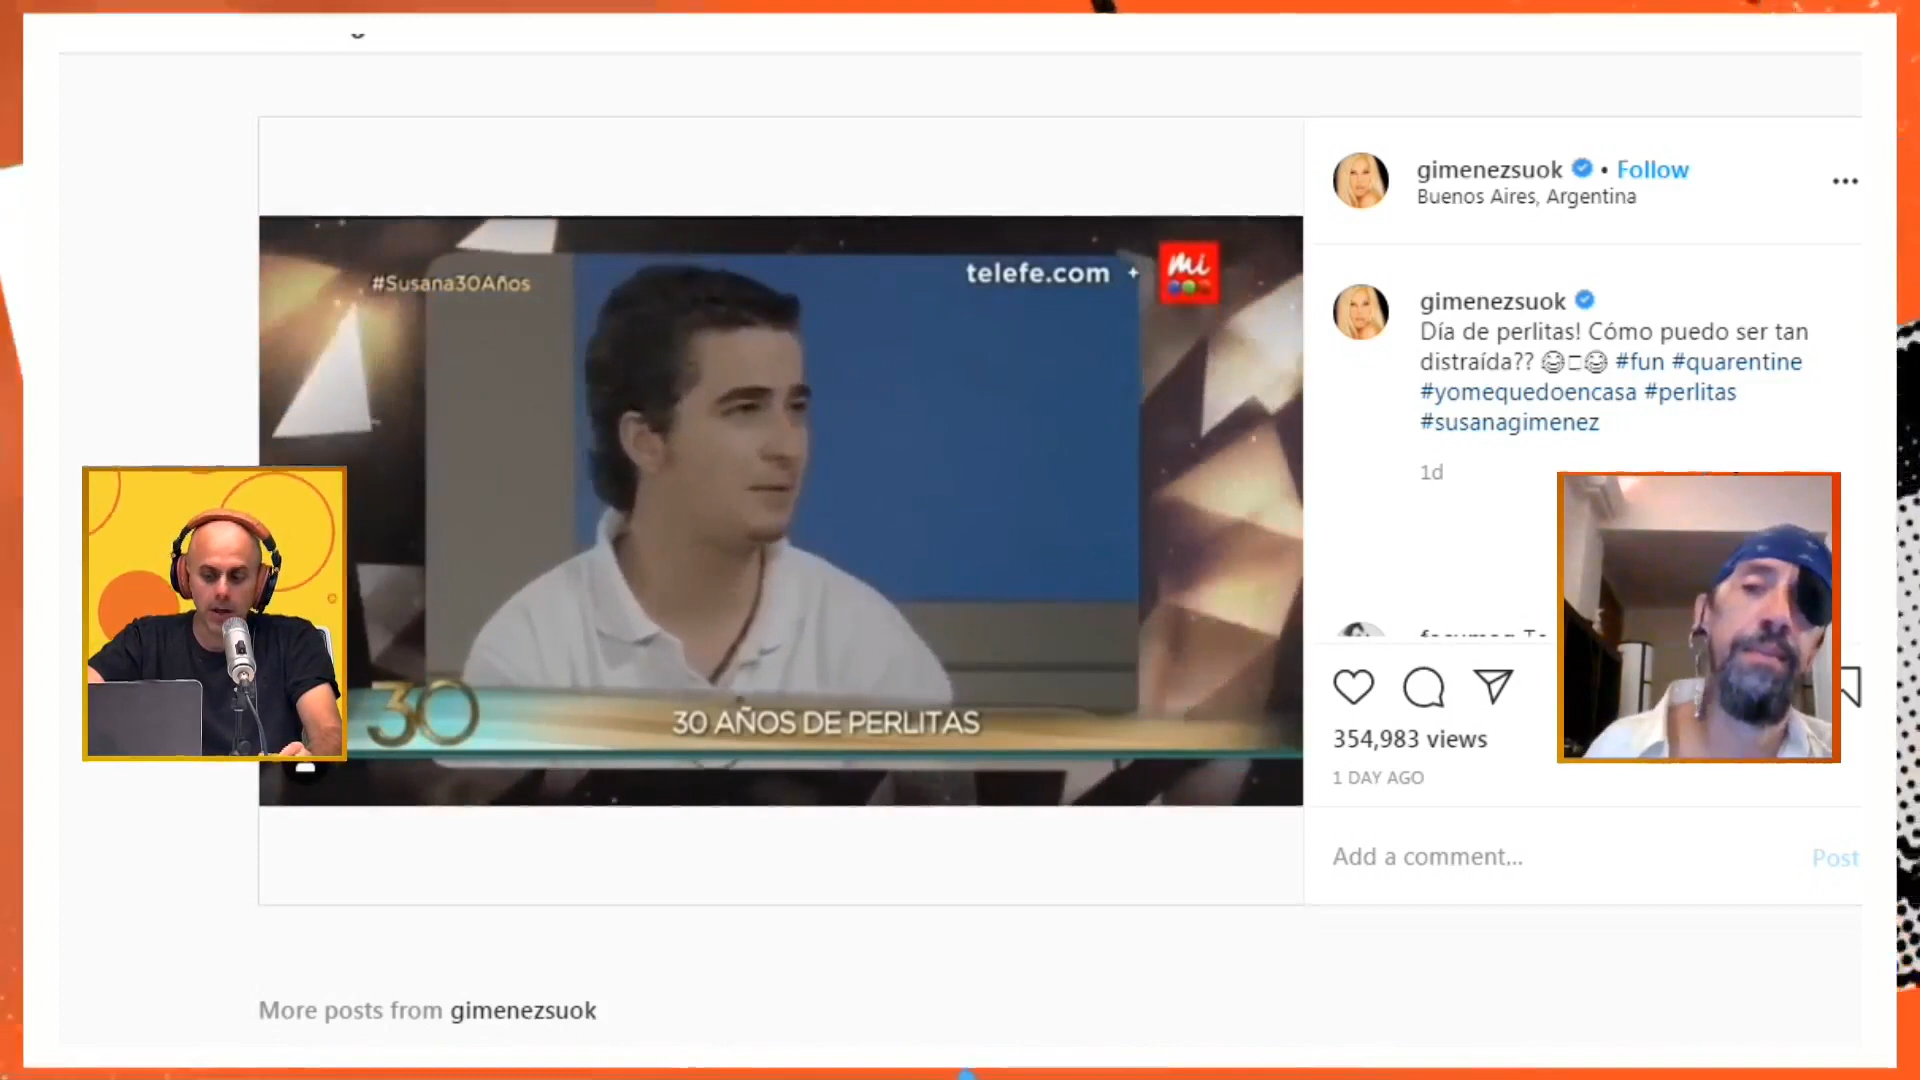 gimenezsuok • Follow
Buenos Aires, Argentina
#Susana30Años
telefe.com +
mi
30
30 AÑOS DE PERLITAS
gimenezsuok
Día de perlitas! Cómo puedo ser tan
distraída?? #fun #quarentine
#yomequedoencasa #perlitas
#susanagimenez
1d
354,983 views
1 DAY AGO
Add a comment...
Post
More posts from gimenezsuok